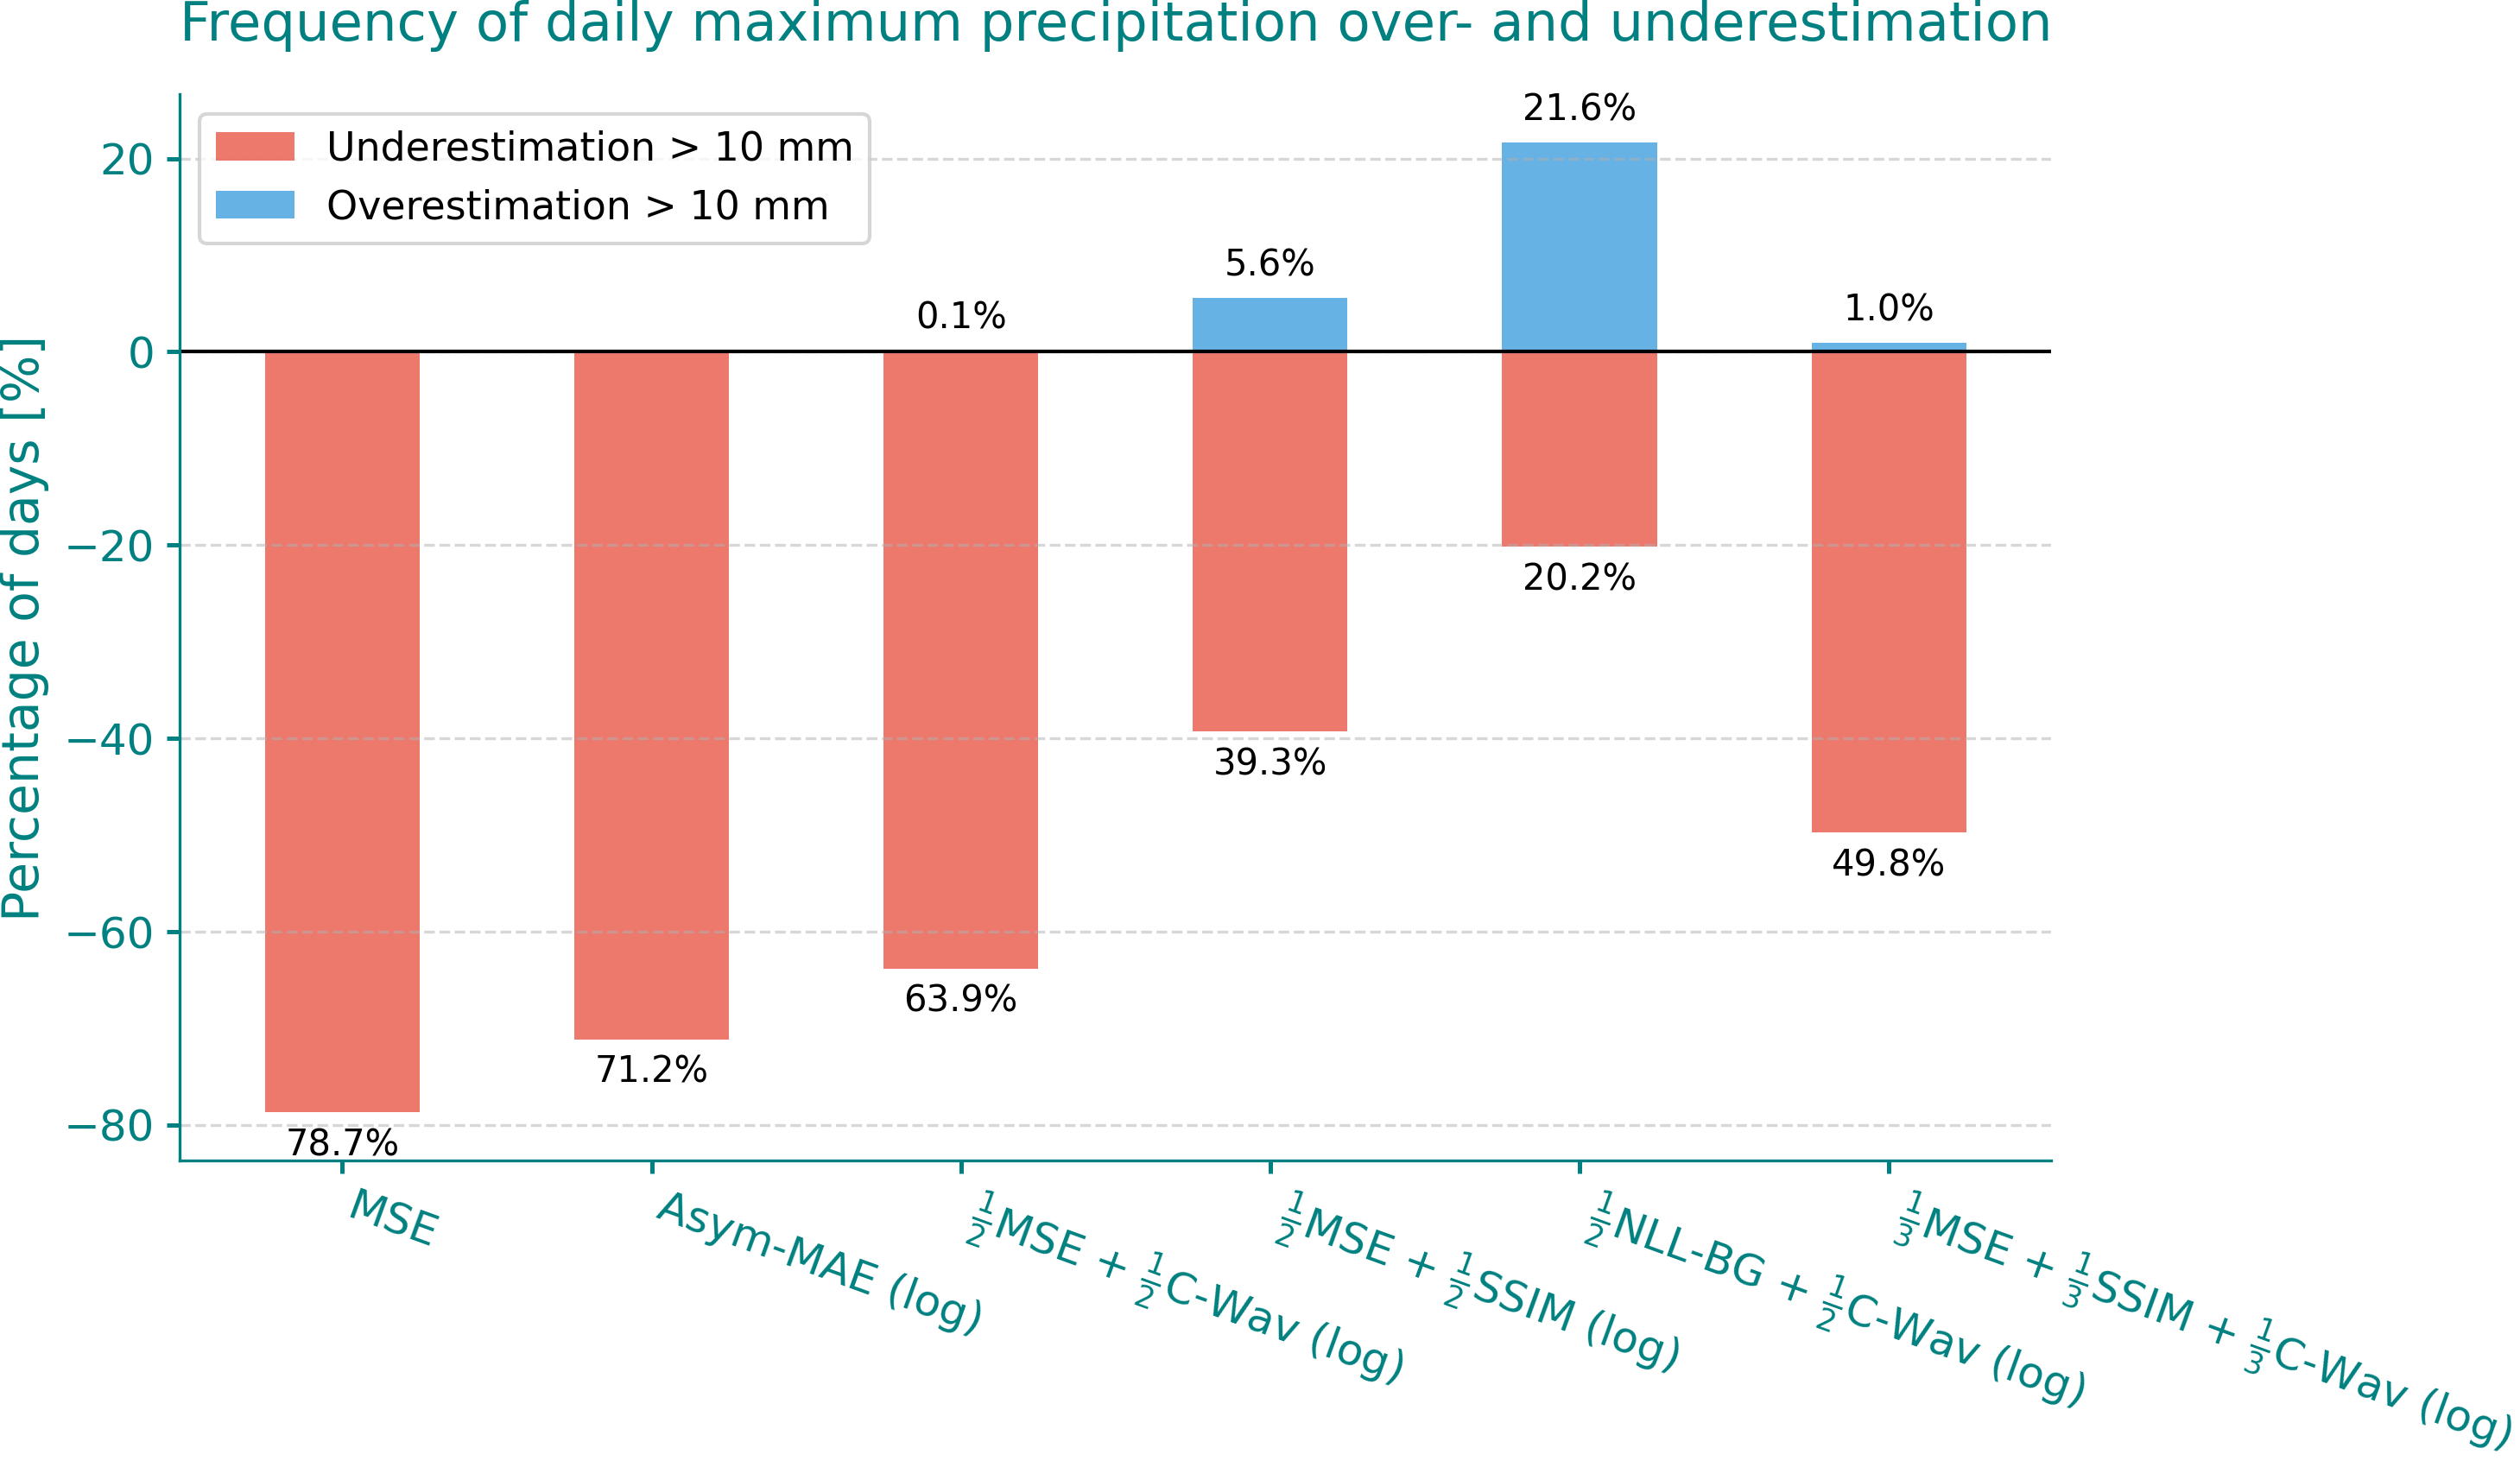 Frequency of daily maximum precipitation over- and underestimation
Percentage of days [%]
20
0
−20
−40
−60
−80
Underestimation > 10 mm
Overestimation > 10 mm
21.6%
5.6%
0.1%
1.0%
20.2%
39.3%
49.8%
63.9%
71.2%
78.7%
MSE
Asym-MAE (log)
½MSE + ½C-Wav (log)
½MSE + ½SSIM (log)
½NLL-BG + ½C-Wav (log)
⅓MSE + ⅓SSIM + ⅓C-Wav (log)